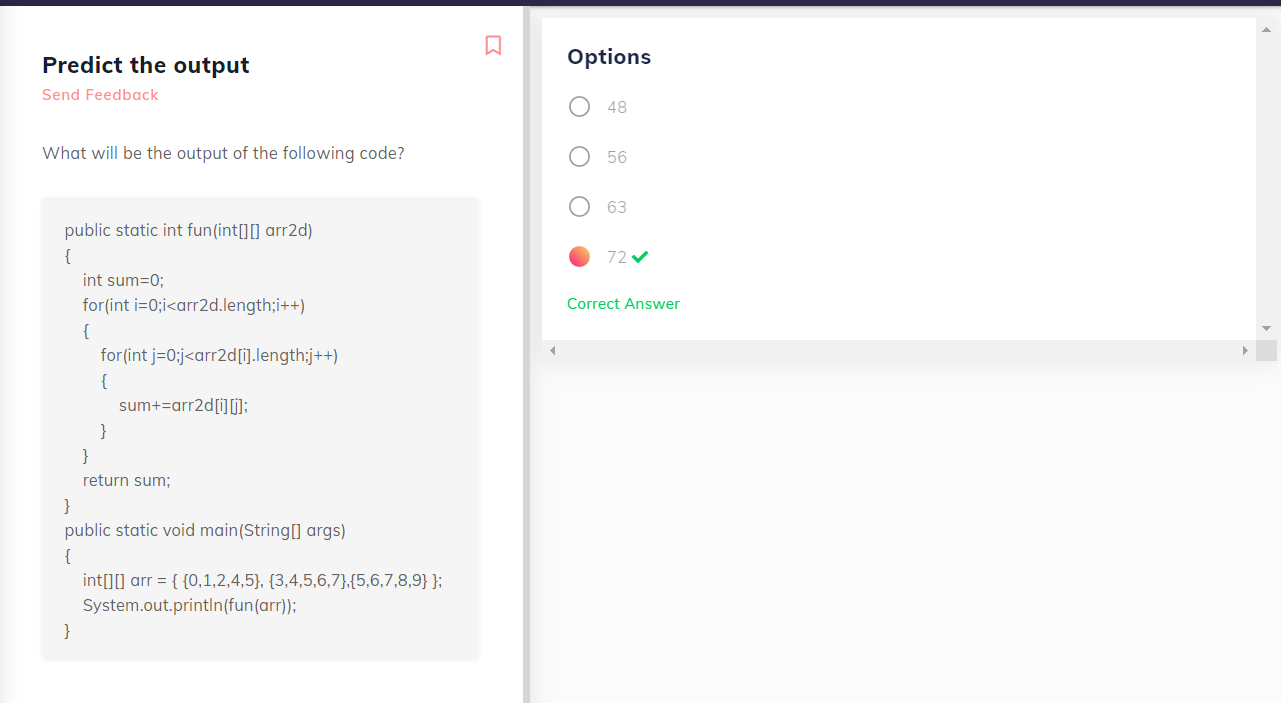 Predict the output
Send Feedback
What will be the output of the following code?
public static int fun(int[][] arr2d)
{
int sum=0;
for(int i=0;i<arr2d.length;i++)
{
for(int j=0;j<arr2d[i].length;j++)
{
sum+=arr2d[i][j];
}
}
return sum;
}
public static void main(String[] args)
{
int[][] arr = { {0,1,2,4,5}, {3,4,5,6,7},{5,6,7,8,9} };
System.out.println(fun(arr));
}
Options
48
56
63
72
Correct Answer